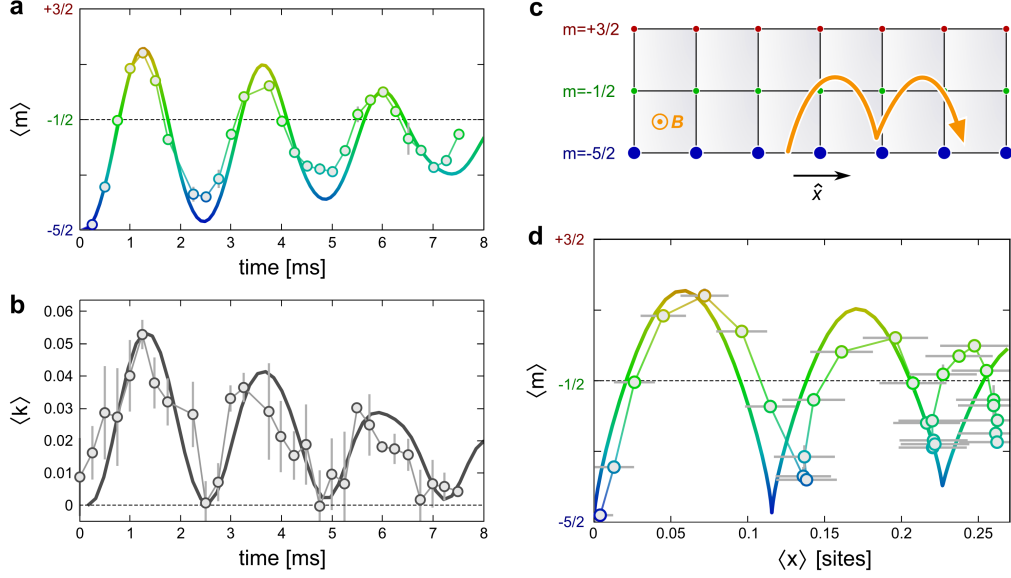 a
+3/2
-1/2
-5/2
⟨m⟩
0 1 2 3 4 5 6 7 8
time [ms]
b
0.06
0.05
0.04
0.03
0.02
0.01
0
⟨k⟩
0 1 2 3 4 5 6 7 8
time [ms]
c
m=+3/2
m=-1/2
B
m=-5/2
x̂
d
+3/2
-1/2
-5/2
⟨m⟩
0 0.05 0.1 0.15 0.2 0.25
⟨x⟩ [sites]